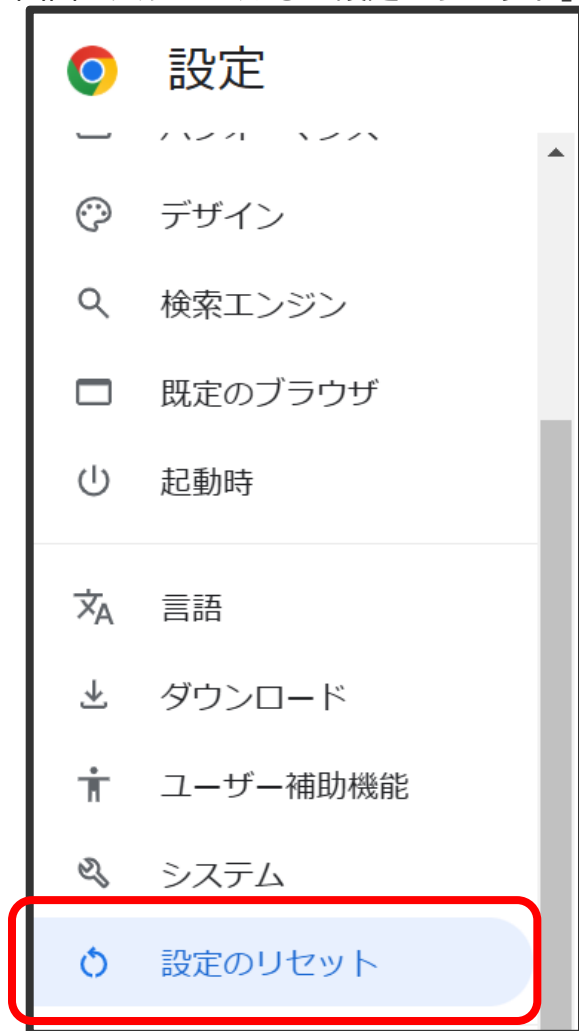 設定
デザイン
検索エンジン
既定のブラウザ
起動時
言語
ダウンロード
ユーザー補助機能
システム
設定のリセット